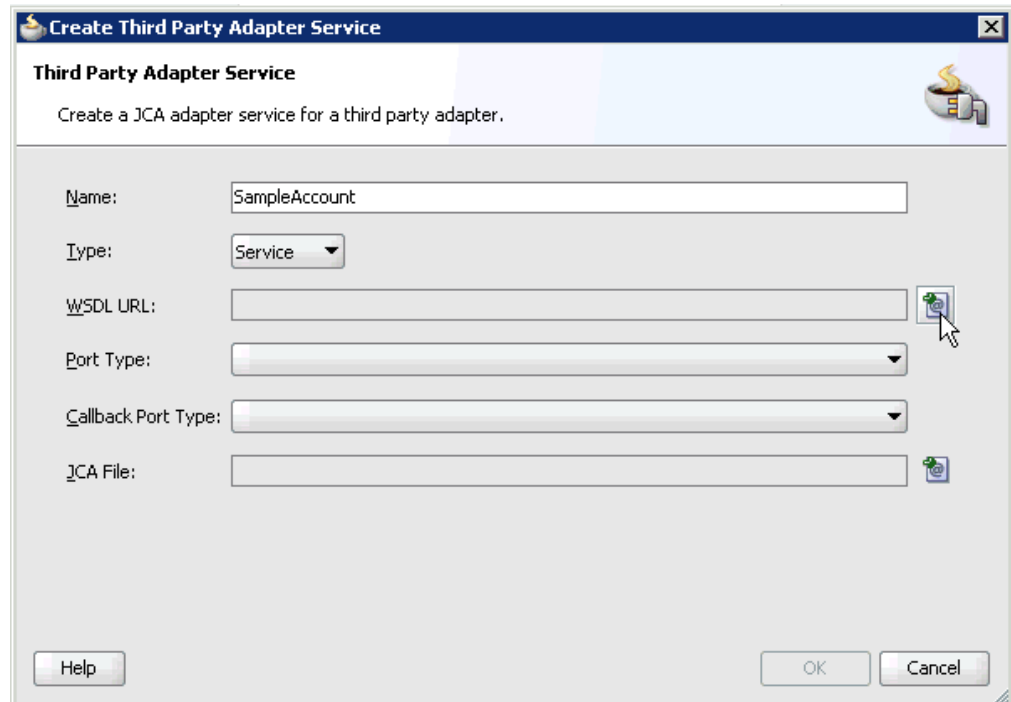 Create Third Party Adapter Service
Third Party Adapter Service
Create a JCA adapter service for a third party adapter.
Name: SampleAccount
Type: Service
WSDL URL:
Port Type:
Callback Port Type:
JCA File:
Help OK Cancel